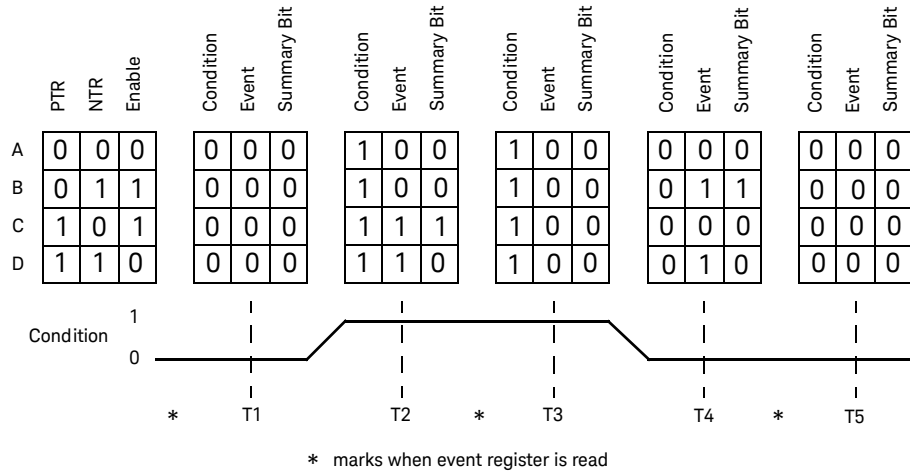 PTR NTR Enable Condition Event Summary Bit Condition Event Summary Bit Condition Event Summary Bit Condition Event Summary Bit Condition Event Summary Bit
A 0 0 0 0 0 0 1 0 0 1 0 0 0 0 0 0 0 0
B 0 1 1 0 0 0 1 0 0 1 0 0 0 1 1 0 0 0
C 1 0 1 0 0 0 1 1 1 1 0 0 0 0 0 0 0 0
D 1 1 0 0 0 0 1 1 0 1 0 0 0 1 0 0 0 0
1
Condition
0
* T1 T2 * T3 T4 * T5
* marks when event register is read